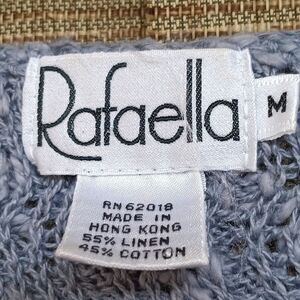 Rafaella
M
RN 62018
MADE IN
HONG KONG
55% LINEN
45% COTTON